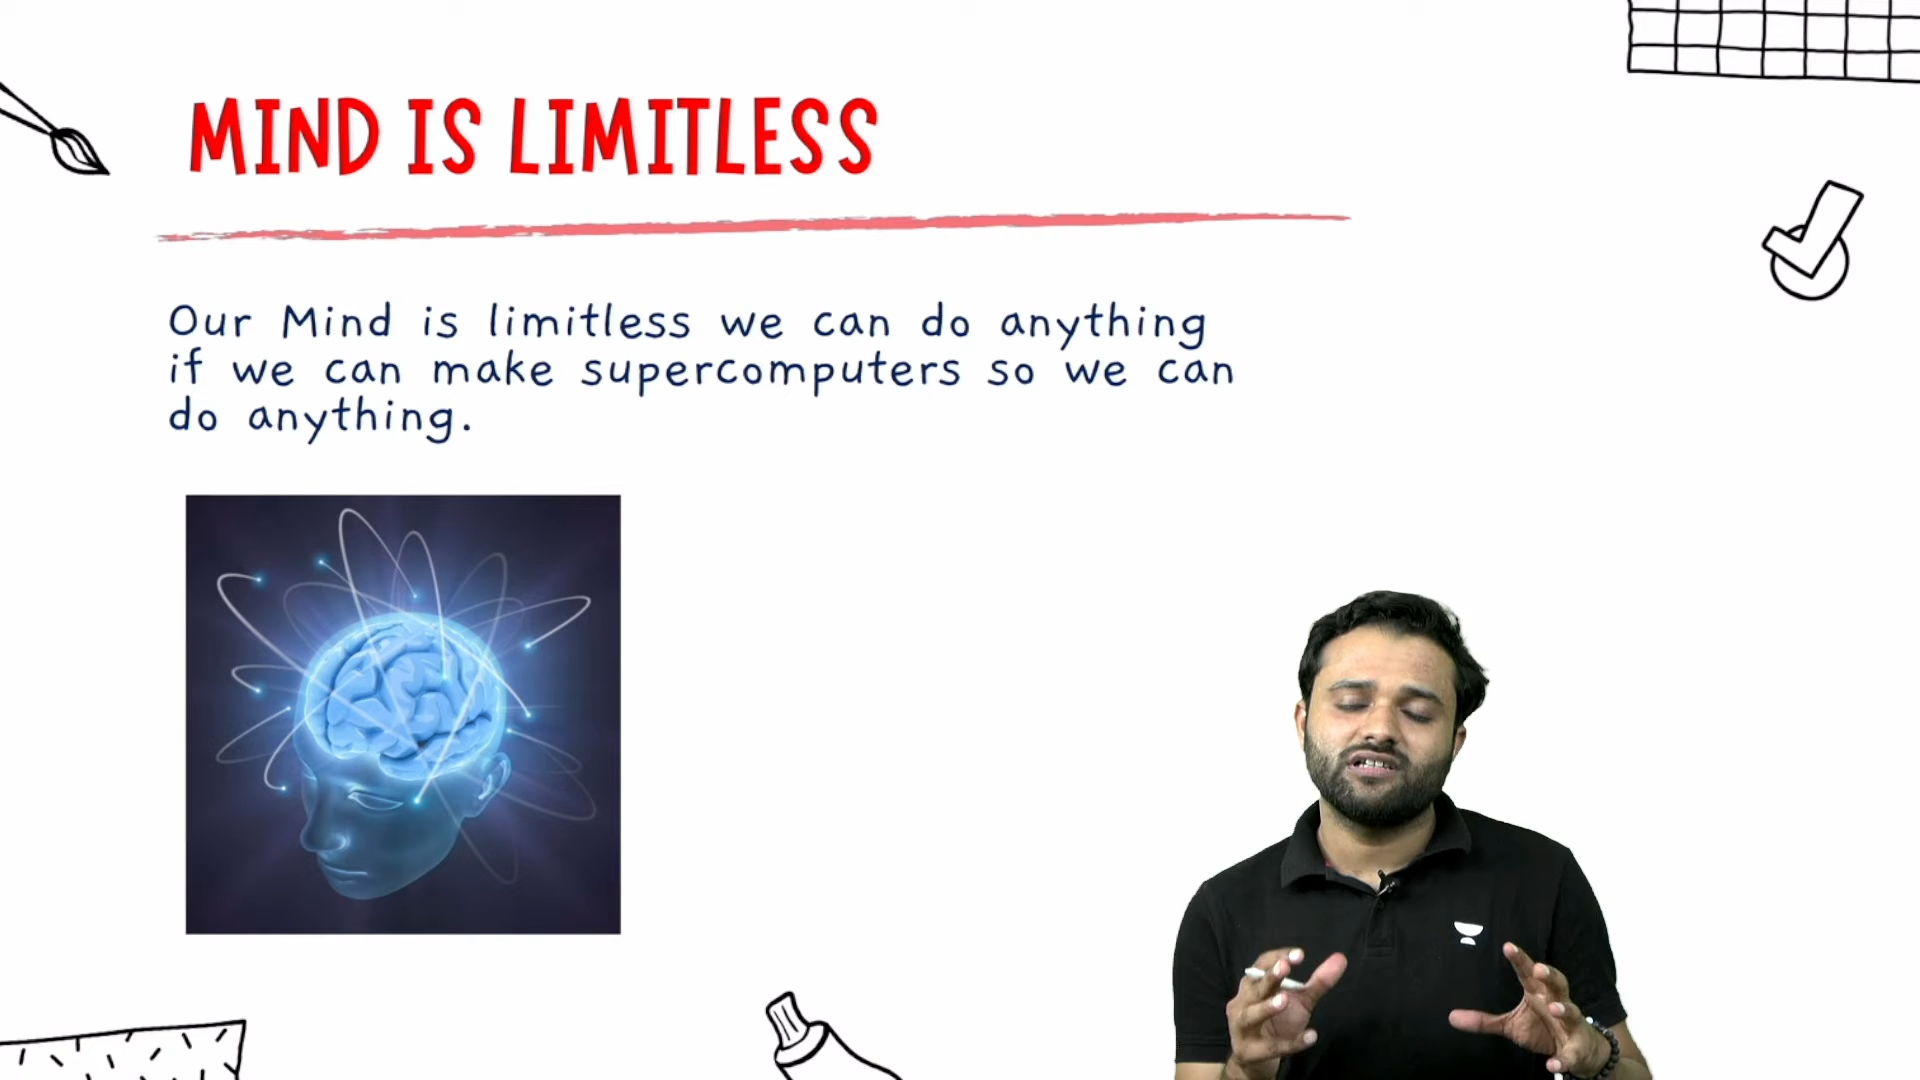 MIND IS LIMITLESS
Our Mind is limitless we can do anything
if we can make supercomputers so we can
do anything.